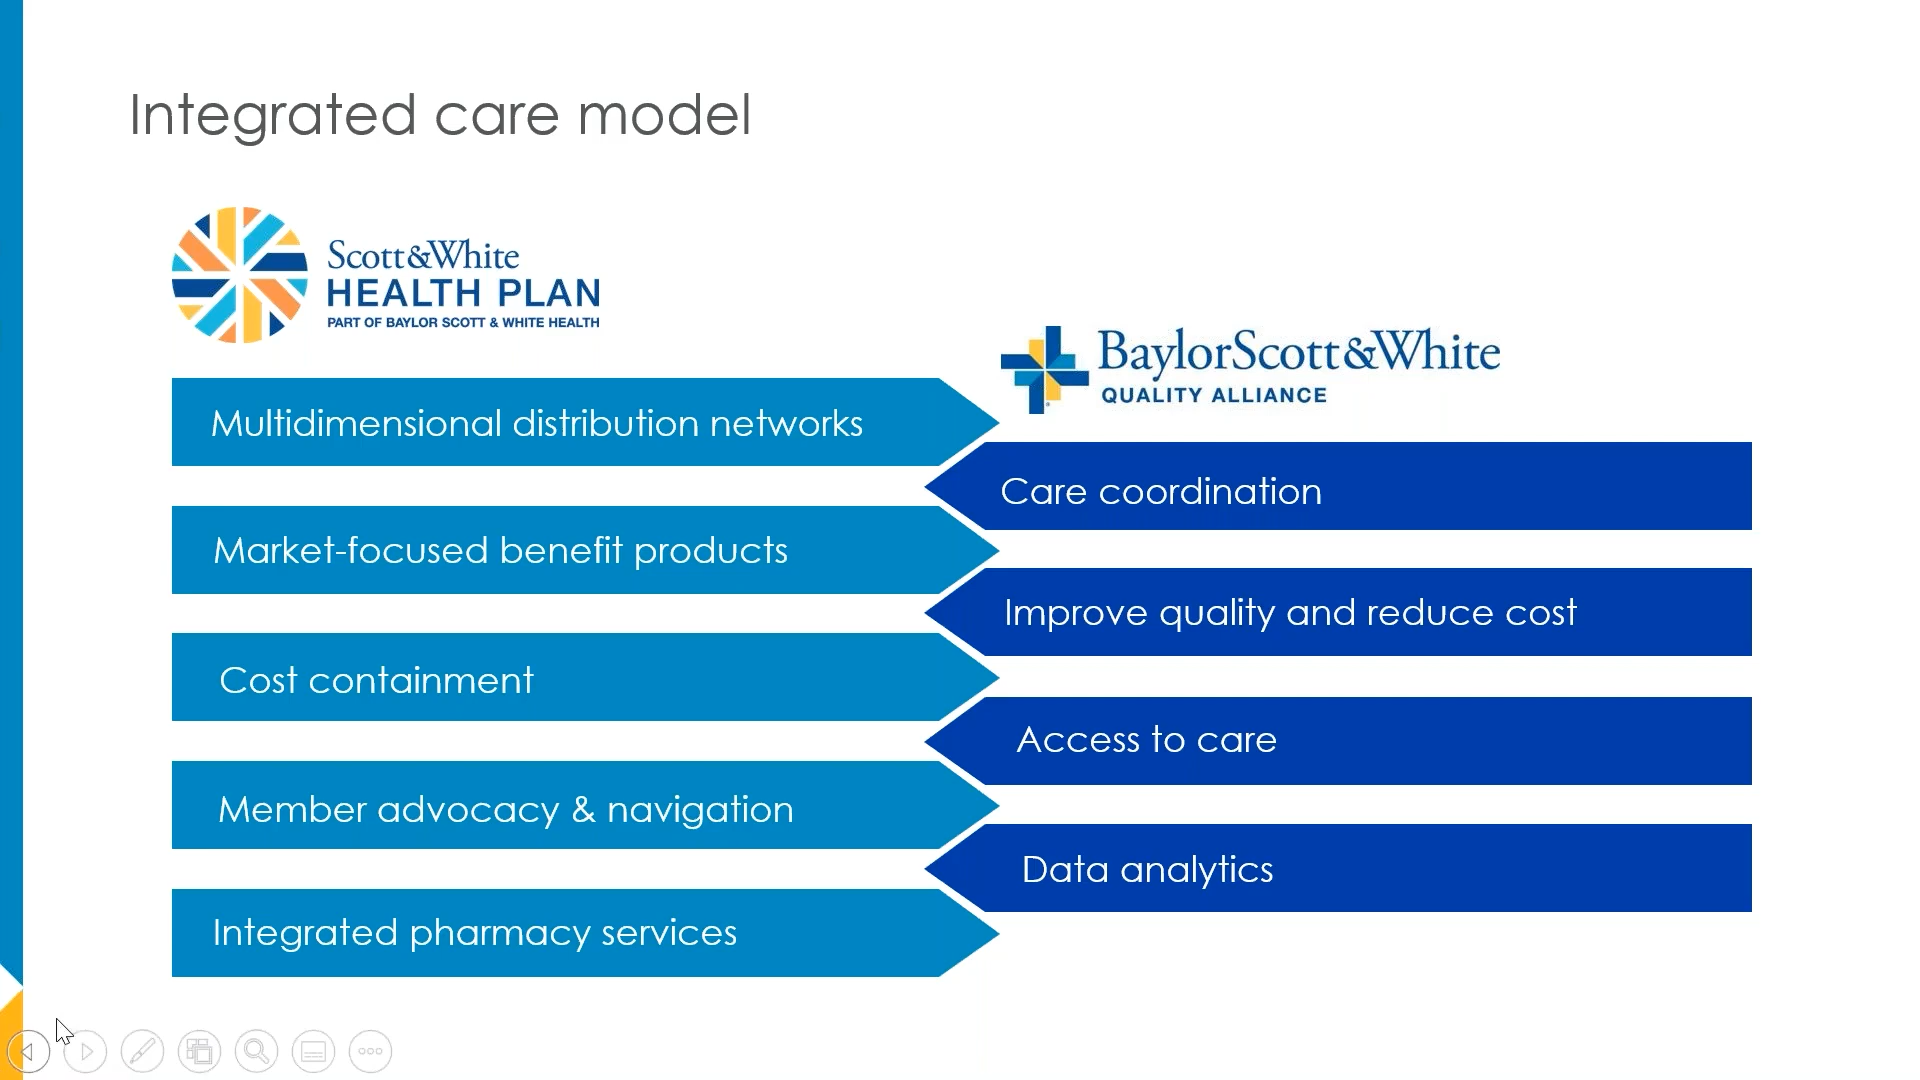 Integrated care model
Scott&White
HEALTH PLAN
PART OF BAYLOR SCOTT & WHITE HEALTH
BaylorScott&White
QUALITY ALLIANCE
Multidimensional distribution networks
Care coordination
Market-focused benefit products
Improve quality and reduce cost
Cost containment
Access to care
Member advocacy & navigation
Data analytics
Integrated pharmacy services